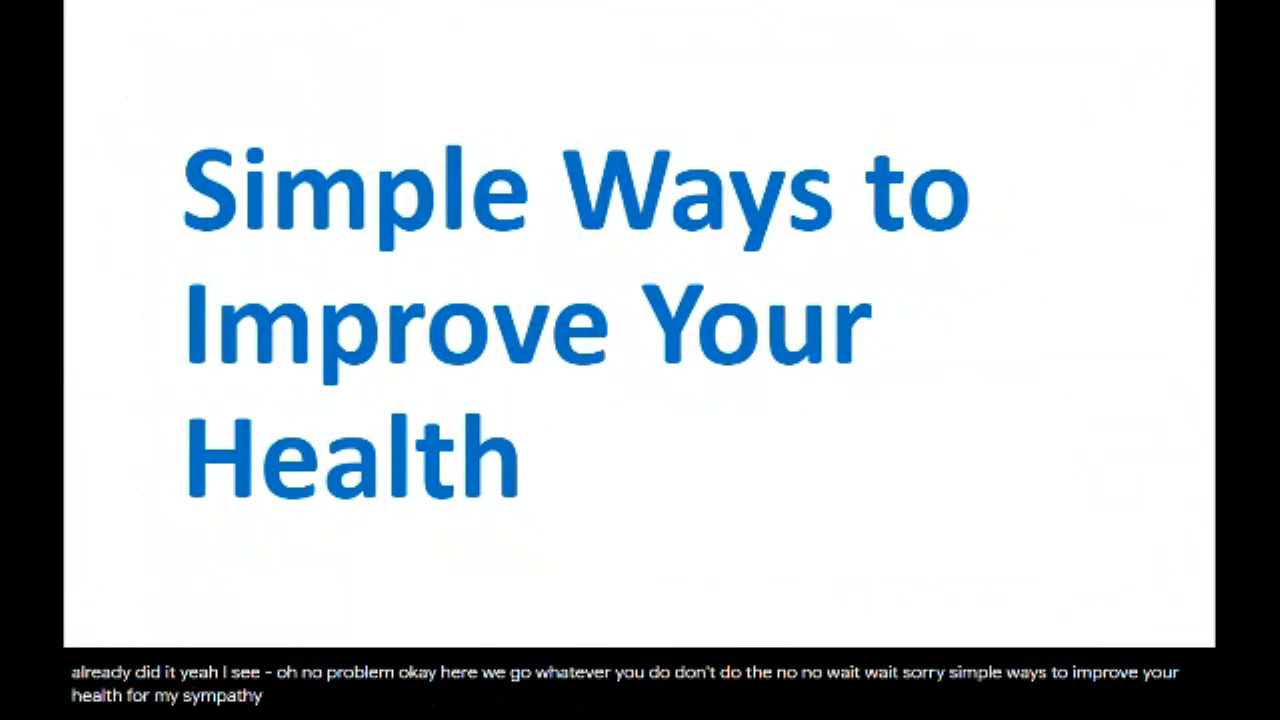 Simple Ways to
Improve Your
Health
already did it yeah I see - oh no problem okay here we go whatever you do don't do the no no wait wait sorry simple ways to improve your
health for my sympathy